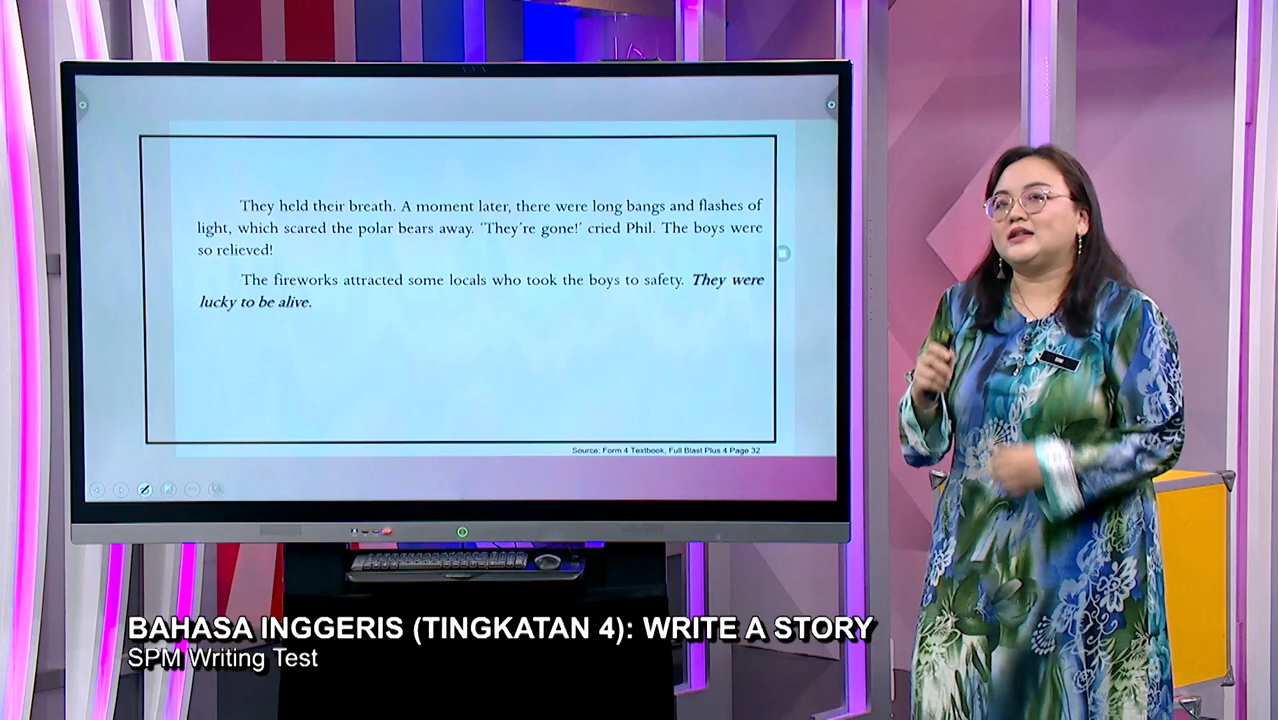 They held their breath. A moment later, there were long bangs and flashes of
light, which scared the polar bears away. ‘They’re gone!’ cried Phil. The boys were
so relieved!
The fireworks attracted some locals who took the boys to safety. They were
lucky to be alive.
Source: Form 4 Textbook, Full Blast Plus 4 Page 32
BAHASA INGGERIS (TINGKATAN 4): WRITE A STORY
SPM Writing Test